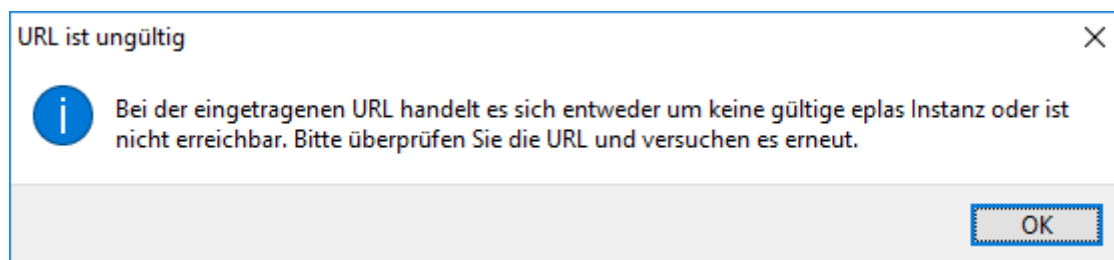 URL ist ungültig
Bei der eingetragenen URL handelt es sich entweder um keine gültige eplas Instanz oder ist
nicht erreichbar. Bitte überprüfen Sie die URL und versuchen es erneut.
OK